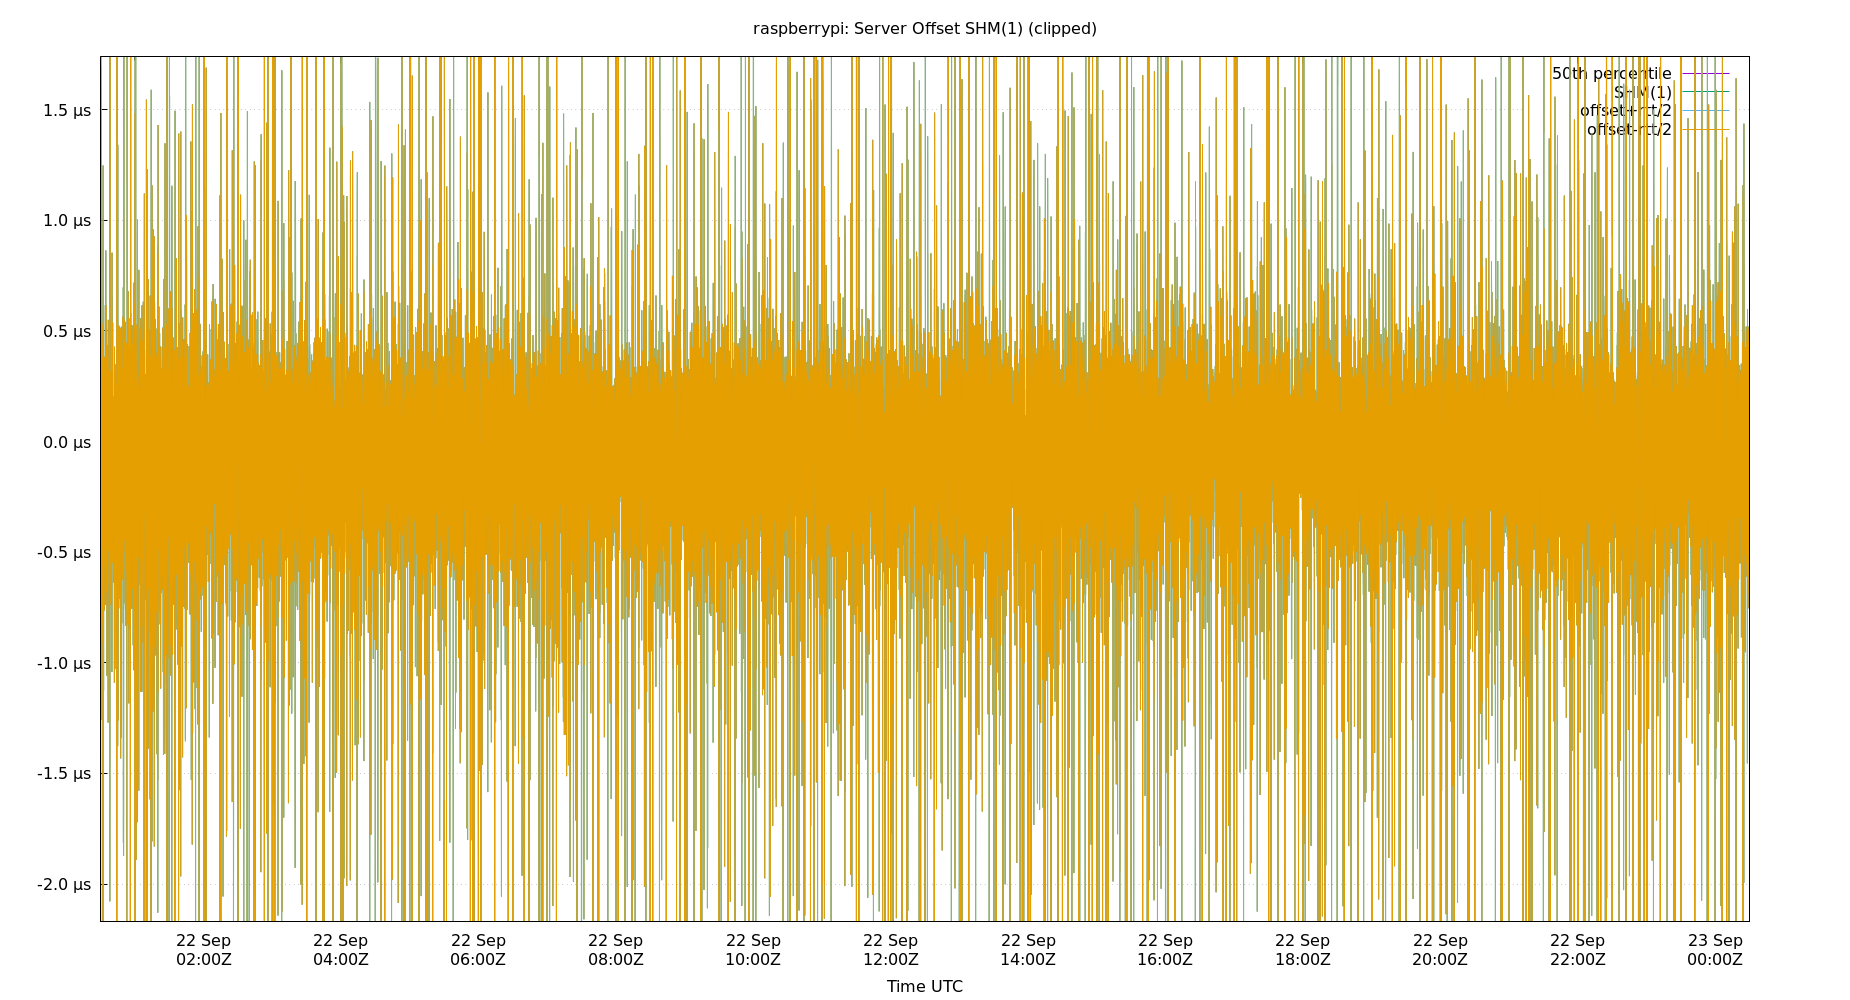 raspberrypi: Server Offset SHM(1) (clipped)
50th percentile
SHM(1)
offset+rtt/2
offset-rtt/2
1.5 µs
1.0 µs
0.5 µs
0.0 µs
-0.5 µs
-1.0 µs
-1.5 µs
-2.0 µs
22 Sep 22 Sep 22 Sep 22 Sep 22 Sep 22 Sep 22 Sep 22 Sep 22 Sep 22 Sep 22 Sep 23 Sep
02:00Z 04:00Z 06:00Z 08:00Z 10:00Z 12:00Z 14:00Z 16:00Z 18:00Z 20:00Z 22:00Z 00:00Z
Time UTC